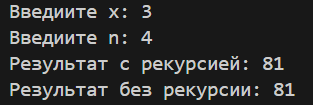 Введиите x: 3
Введиите n: 4
Результат с рекурсией: 81
Результат без рекурсии: 81